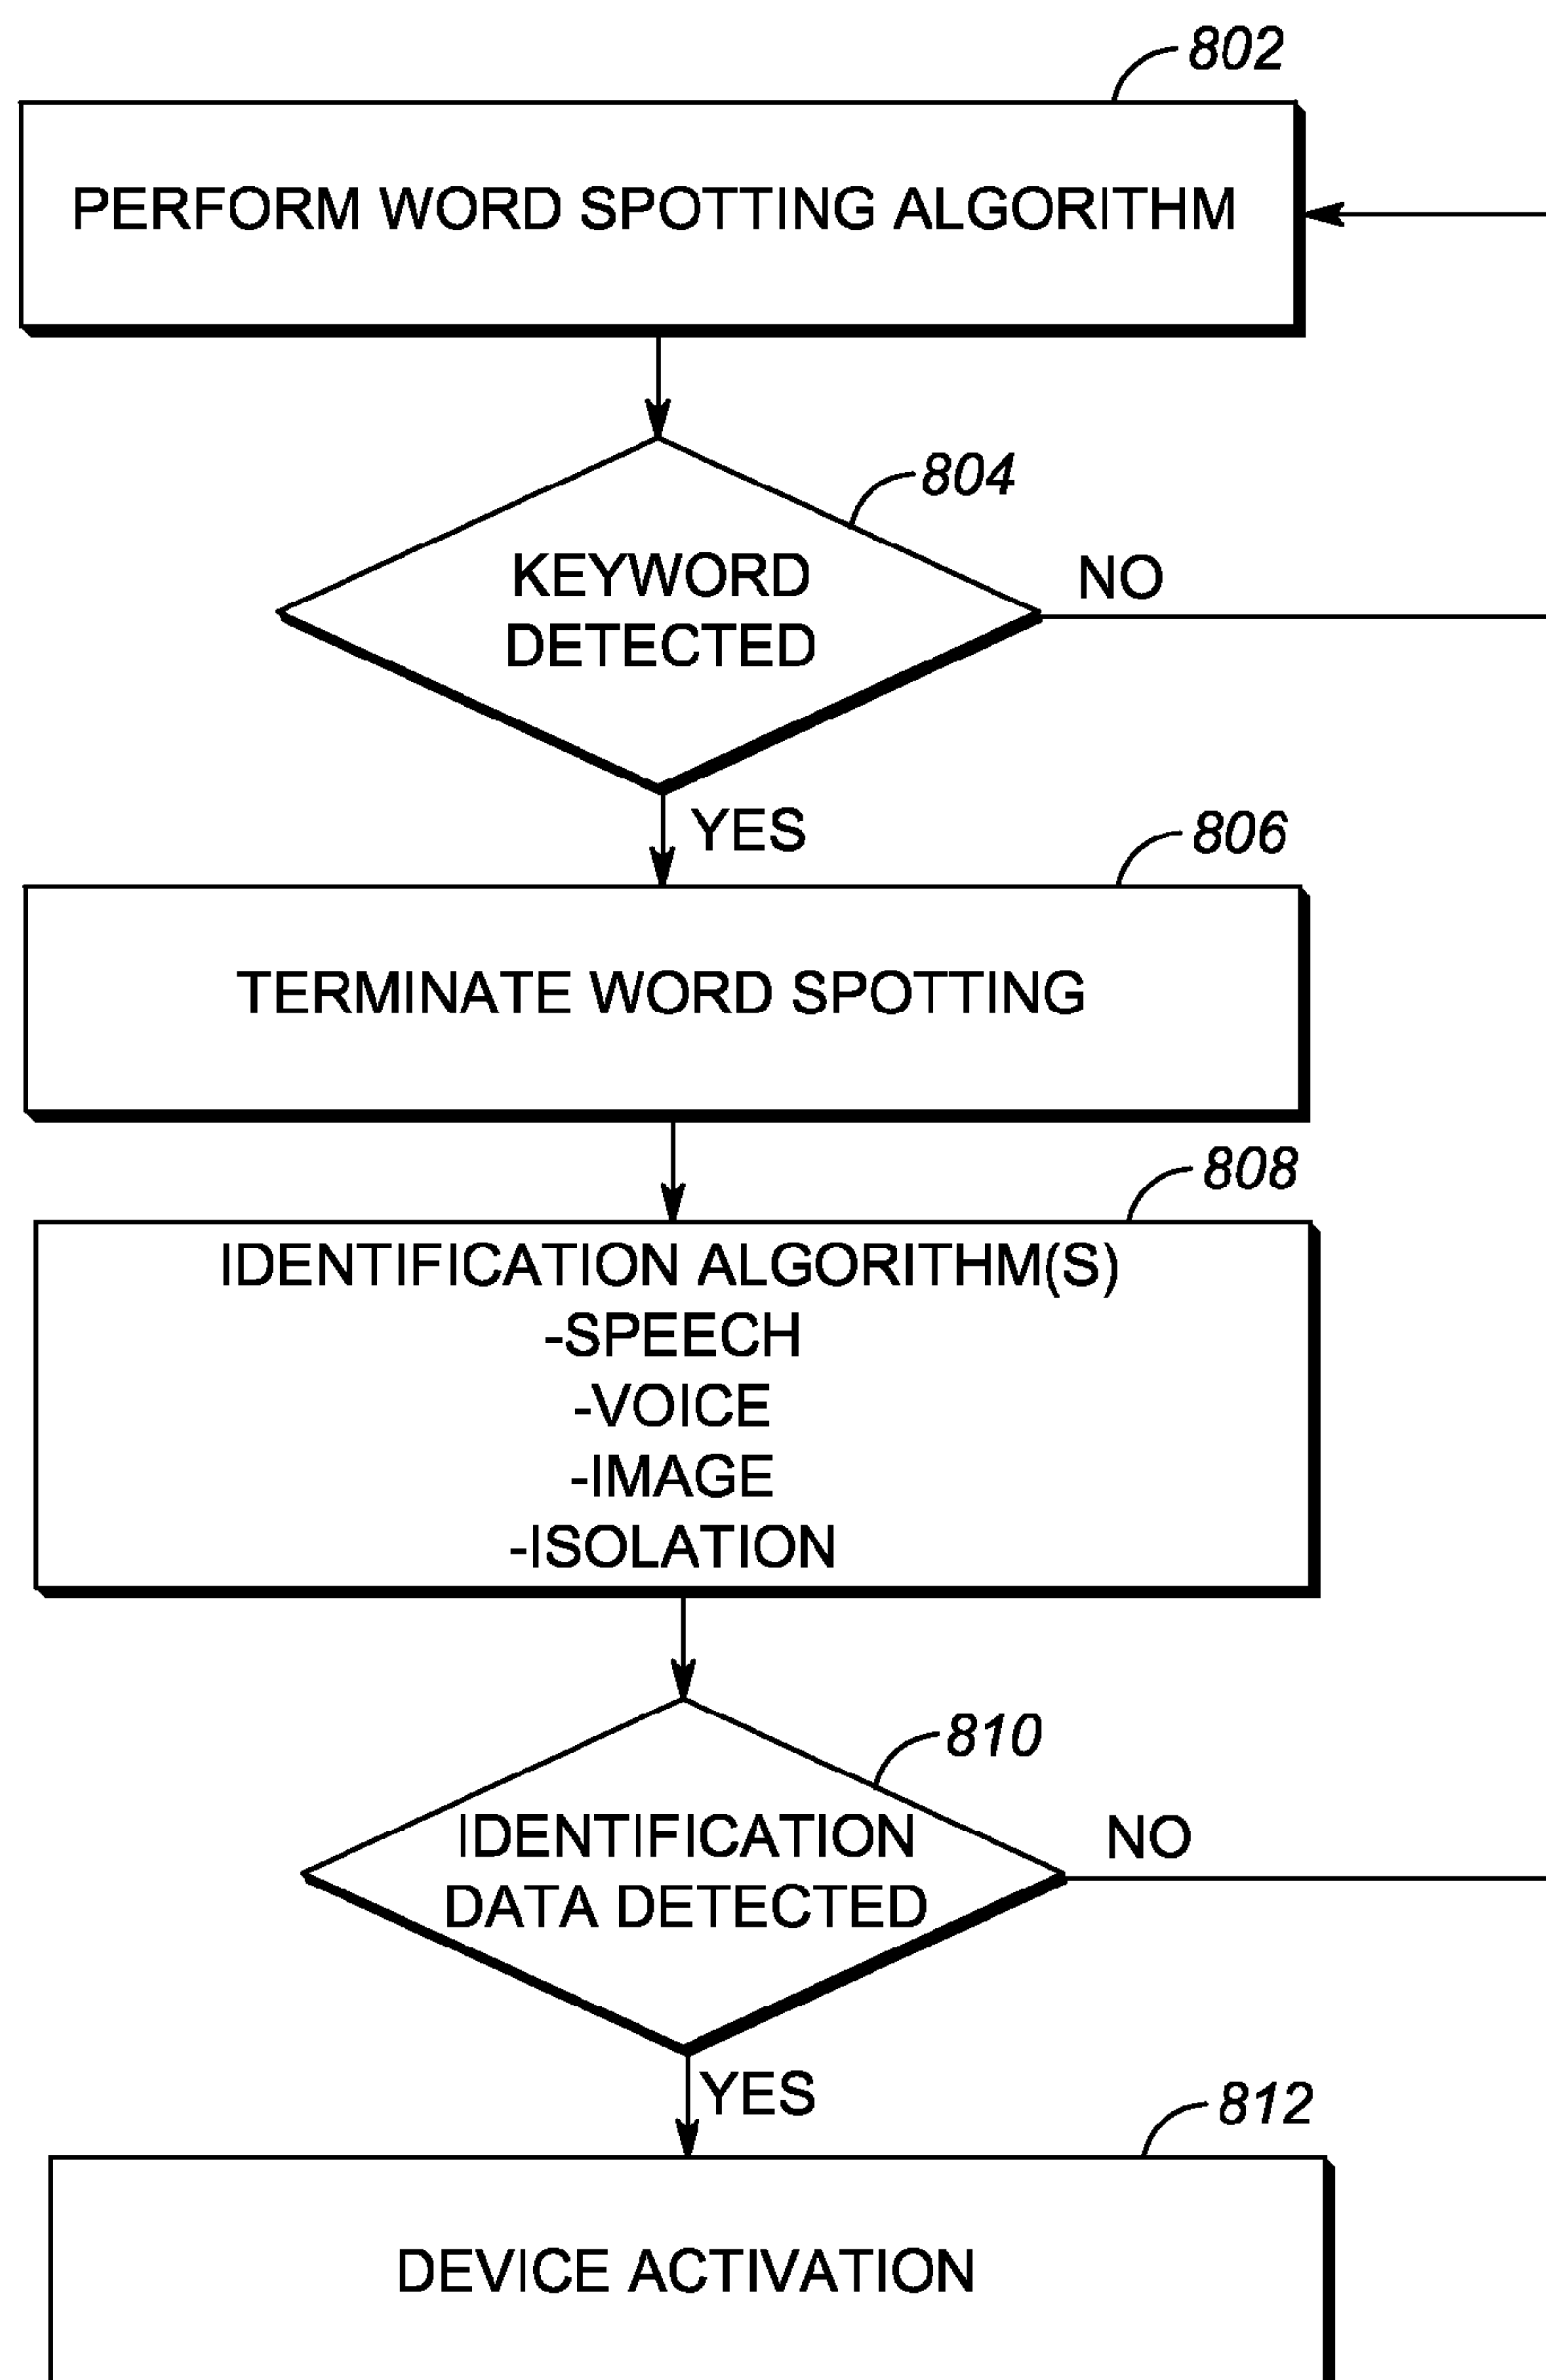 802
PERFORM WORD SPOTTING ALGORITHM
804
KEYWORD
DETECTED
NO
YES
806
TERMINATE WORD SPOTTING
808
IDENTIFICATION ALGORITHM(S)
-SPEECH
-VOICE
-IMAGE
-ISOLATION
810
IDENTIFICATION
DATA DETECTED
NO
YES
812
DEVICE ACTIVATION